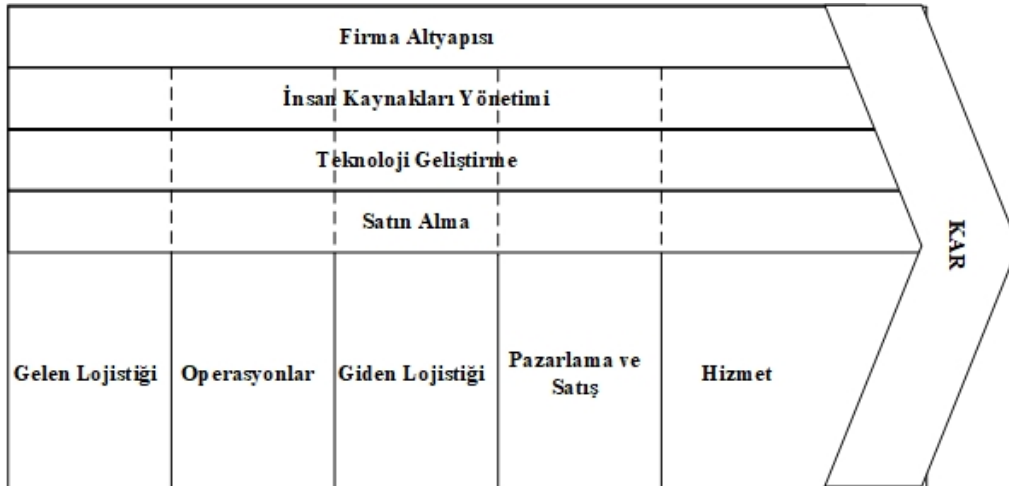 Firma Altyapısı
İnsan Kaynakları Yönetimi
Teknoloji Geliştirme
Satın Alma
Gelen Lojistiği
Operasyonlar
Giden Lojistiği
Pazarlama ve
Satış
Hizmet
KAR